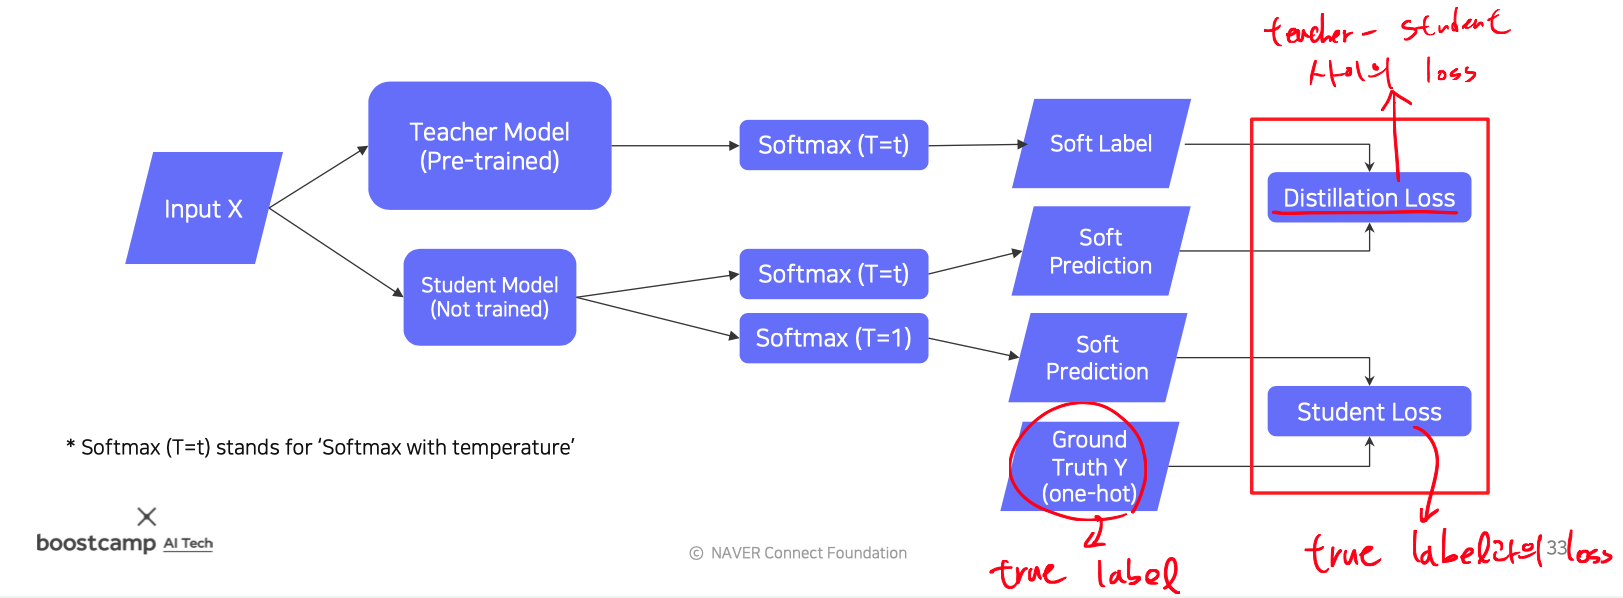 teacher - student
사이의 loss
Teacher Model
(Pre-trained)
Softmax (T=t)
Soft Label
Distillation Loss
Input X
Student Model
(Not trained)
Softmax (T=t)
Soft
Prediction
Softmax (T=1)
Soft
Prediction
Student Loss
Ground
Truth Y
(one-hot)
* Softmax (T=t) stands for ‘Softmax with temperature’
true label
true label과의 loss
boostcamp AI Tech
© NAVER Connect Foundation
33